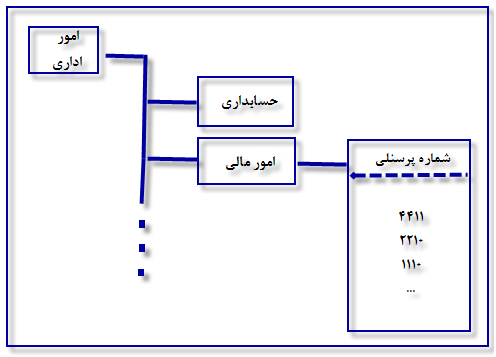 امور
اداری
حسابداری
امور مالی
شماره پرسنلی
۴۴۱۱
۲۲۱۰
۱۱۱۰
...